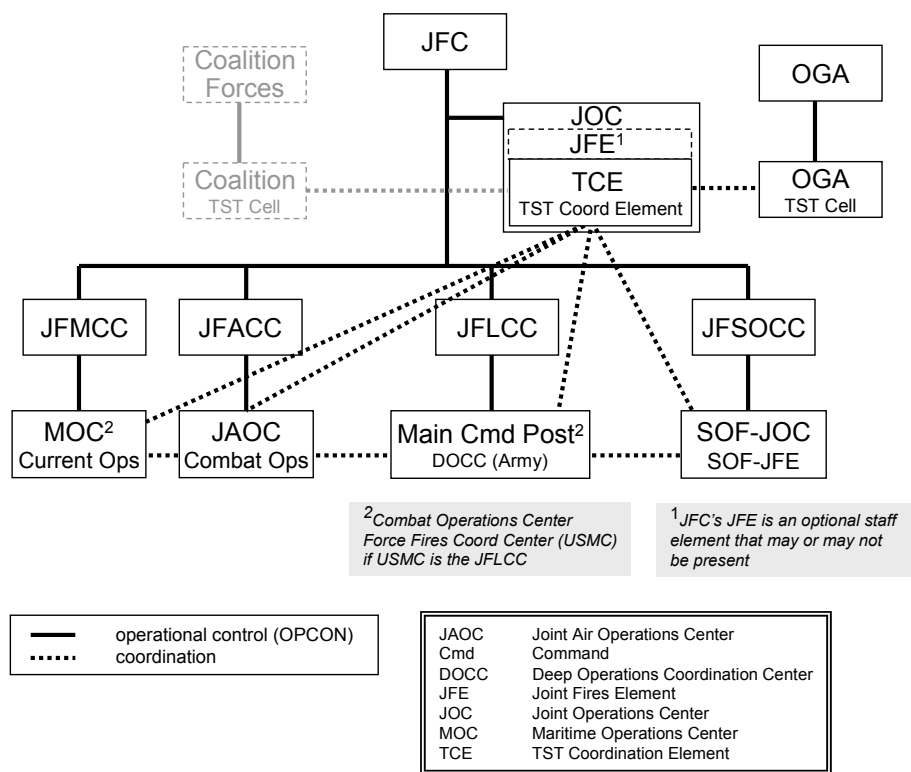 JFC
Coalition
Forces
OGA
JOC
JFE¹
Coalition
TST Cell
TCE
TST Coord Element
OGA
TST Cell
JFMCC
JFACC
JFLCC
JFSOCC
MOC²
Current Ops
JAOC
Combat Ops
Main Cmd Post²
DOCC (Army)
SOF-JOC
SOF-JFE
²Combat Operations Center
Force Fires Coord Center (USMC)
if USMC is the JFLCC
¹JFC's JFE is an optional staff
element that may or may not
be present
operational control (OPCON)
coordination
JAOC Joint Air Operations Center
Cmd Command
DOCC Deep Operations Coordination Center
JFE Joint Fires Element
JOC Joint Operations Center
MOC Maritime Operations Center
TCE TST Coordination Element